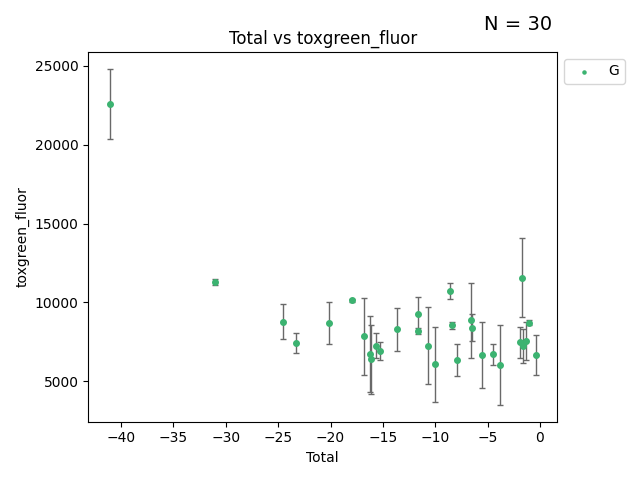 N = 30
Total vs toxgreen_fluor
G
25000
20000
15000
10000
5000
toxgreen_fluor
−40 −35 −30 −25 −20 −15 −10 −5 0
Total